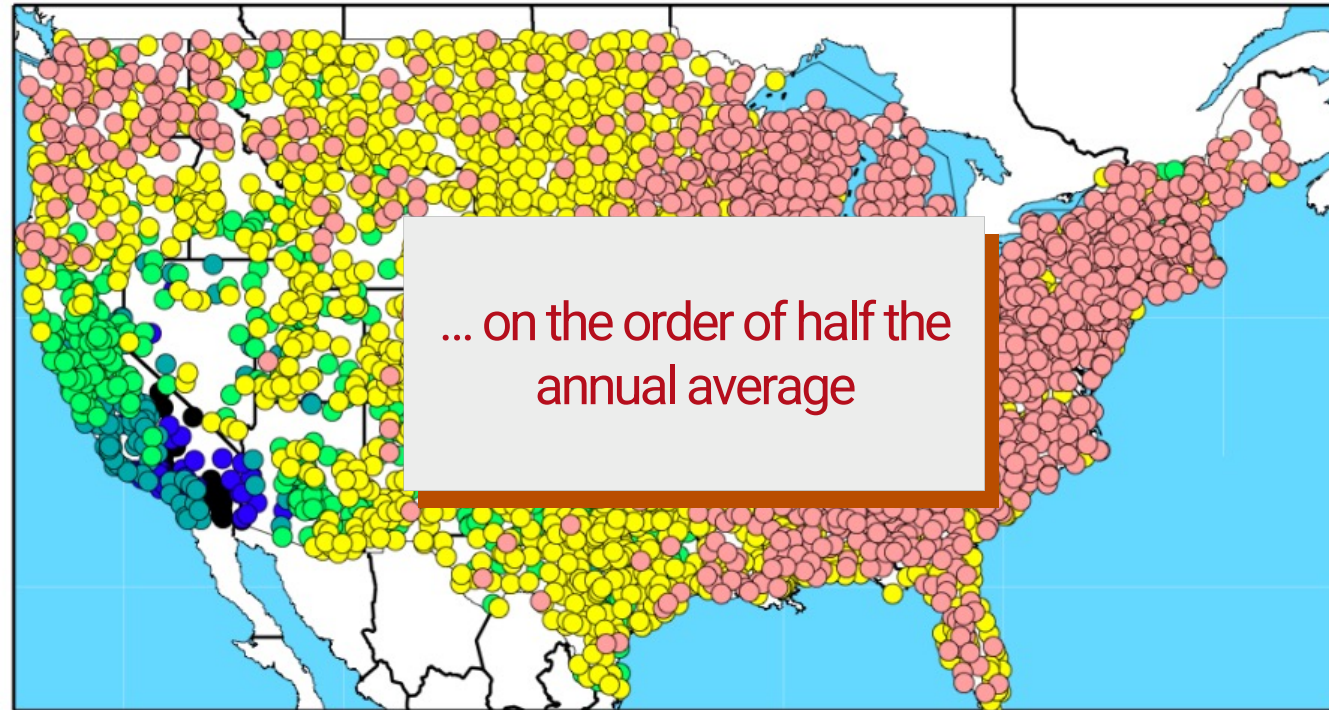 ... on the order of half the
annual average